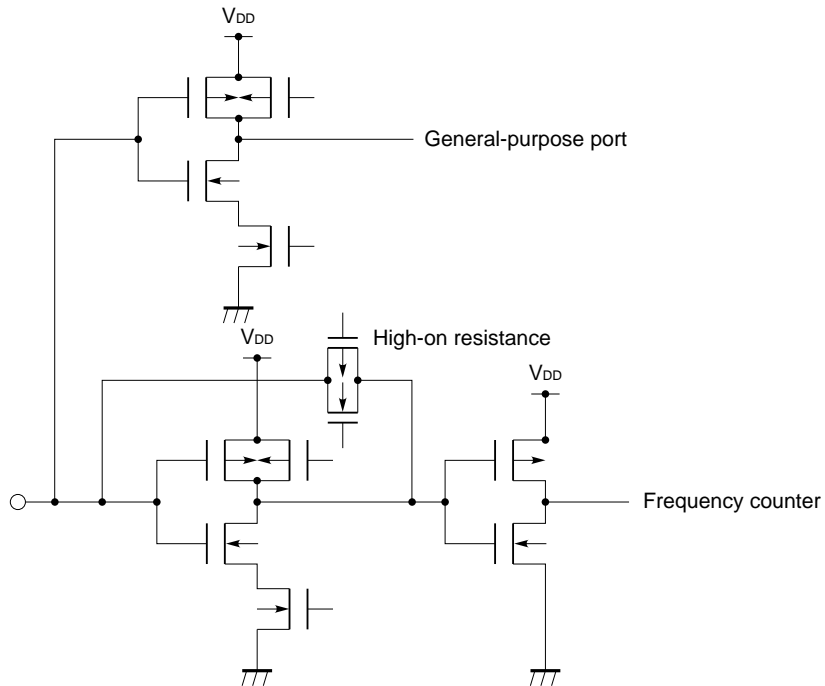 VDD
General-purpose port
High-on resistance
VDD
VDD
Frequency counter